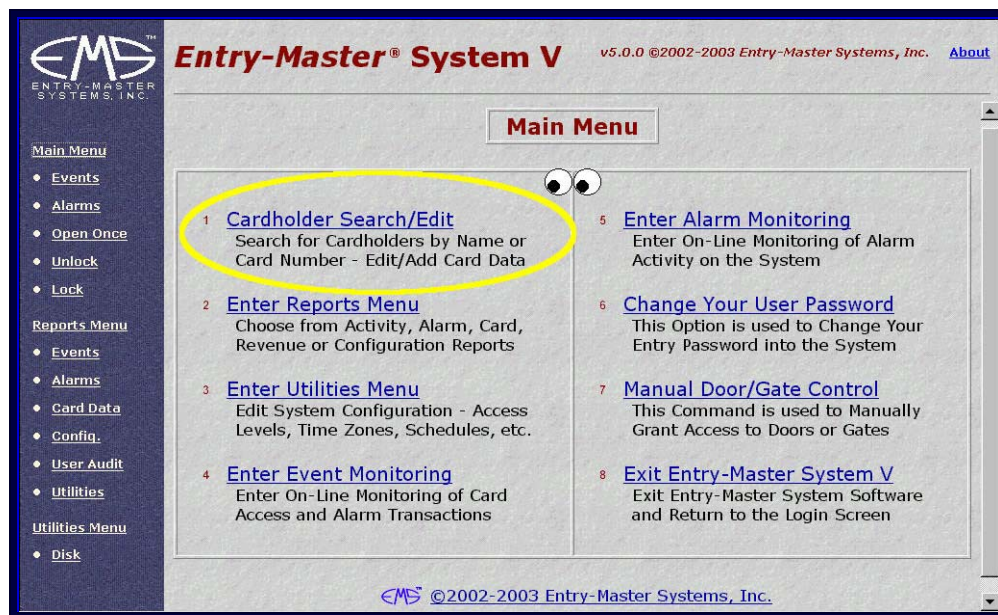 EMS™
ENTRY-MASTER
SYSTEMS, INC.
Entry-Master® System V
v5.0.0 ©2002-2003 Entry-Master Systems, Inc.
About
Main Menu
Events
Alarms
Open Once
Unlock
Lock
Reports Menu
Events
Alarms
Card Data
Config.
User Audit
Utilities
Utilities Menu
Disk
Main Menu
1 Cardholder Search/Edit
Search for Cardholders by Name or
Card Number - Edit/Add Card Data
2 Enter Reports Menu
Choose from Activity, Alarm, Card,
Revenue or Configuration Reports
3 Enter Utilities Menu
Edit System Configuration - Access
Levels, Time Zones, Schedules, etc.
4 Enter Event Monitoring
Enter On-Line Monitoring of Card
Access and Alarm Transactions
5 Enter Alarm Monitoring
Enter On-Line Monitoring of Alarm
Activity on the System
6 Change Your User Password
This Option is used to Change Your
Entry Password into the System
7 Manual Door/Gate Control
This Command is used to Manually
Grant Access to Doors or Gates
8 Exit Entry-Master System V
Exit Entry-Master System Software
and Return to the Login Screen
EMS ©2002-2003 Entry-Master Systems, Inc.